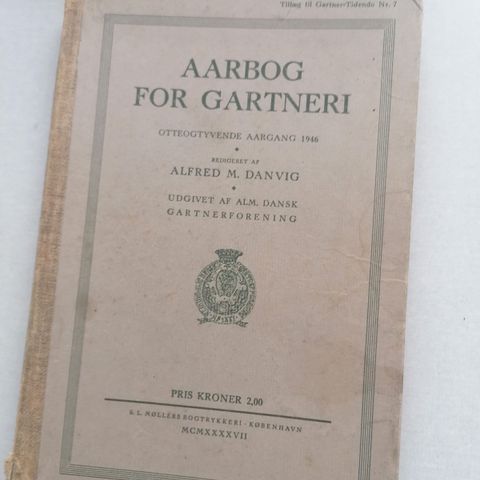 Tillæg til Gartner-Tidende Nr. 7
AARBOG
FOR GARTNERI
OTTEOGTYVENDE AARGANG 1946
REDIGERET AF
ALFRED M. DANVIG
UDGIVET AF ALM. DANSK
GARTNERFORENING
PRIS KRONER 2,00
S. L. MØLLERS BOGTRYKKERI - KØBENHAVN
MCMXXXXVII